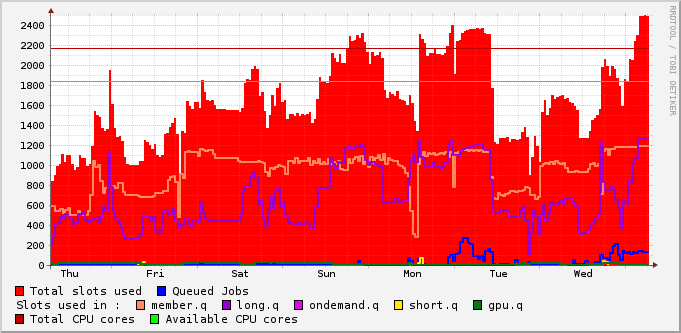 RRDTOOL / TOBI OETIKER
2400
2200
2000
1800
1600
1400
1200
1000
800
600
400
200
0
Thu Fri Sat Sun Mon Tue Wed
Total slots used Queued Jobs
Slots used in : member.q long.q ondemand.q short.q gpu.q
Total CPU cores Available CPU cores